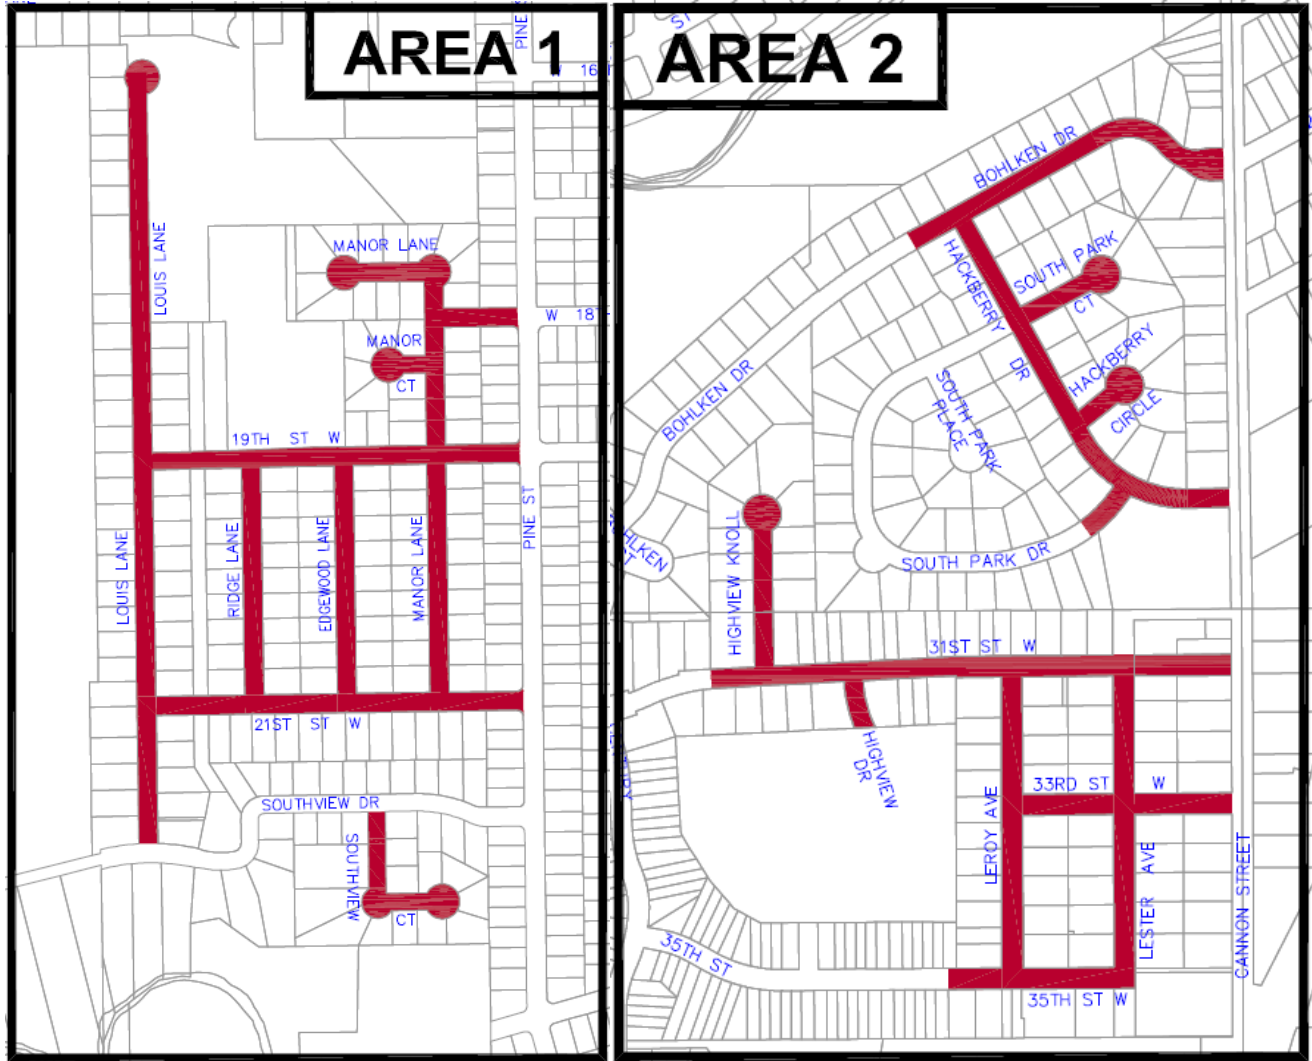 AREA 1
PINE ST
W 16
LOUIS LANE
MANOR LANE
W 18
MANOR
CT
19TH ST W
PINE ST
LOUIS LANE
RIDGE LANE
EDGEWOOD LANE
MANOR LANE
21ST ST W
SOUTHVIEW DR
SOUTHVIEW
CT
AREA 2
ST
BOHLKEN DR
HACKBERRY
DR
SOUTH PARK
CT
HACKBERRY
CIRCLE
BOHLKEN DR
SOUTH PARK
PLACE
SOUTH PARK DR
HIGHVIEW KNOLL
31ST ST W
HIGHVIEW
DR
33RD ST W
LEROY AVE
LESTER AVE
CANNON STREET
35TH ST
35TH ST W